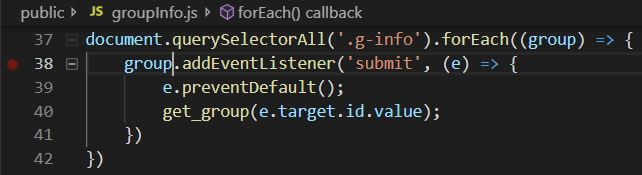 public > JS groupInfo.js > forEach() callback
37 document.querySelectorAll('.g-info').forEach((group) => {
38     group.addEventListener('submit', (e) => {
39         e.preventDefault();
40         get_group(e.target.id.value);
41     })
42 })